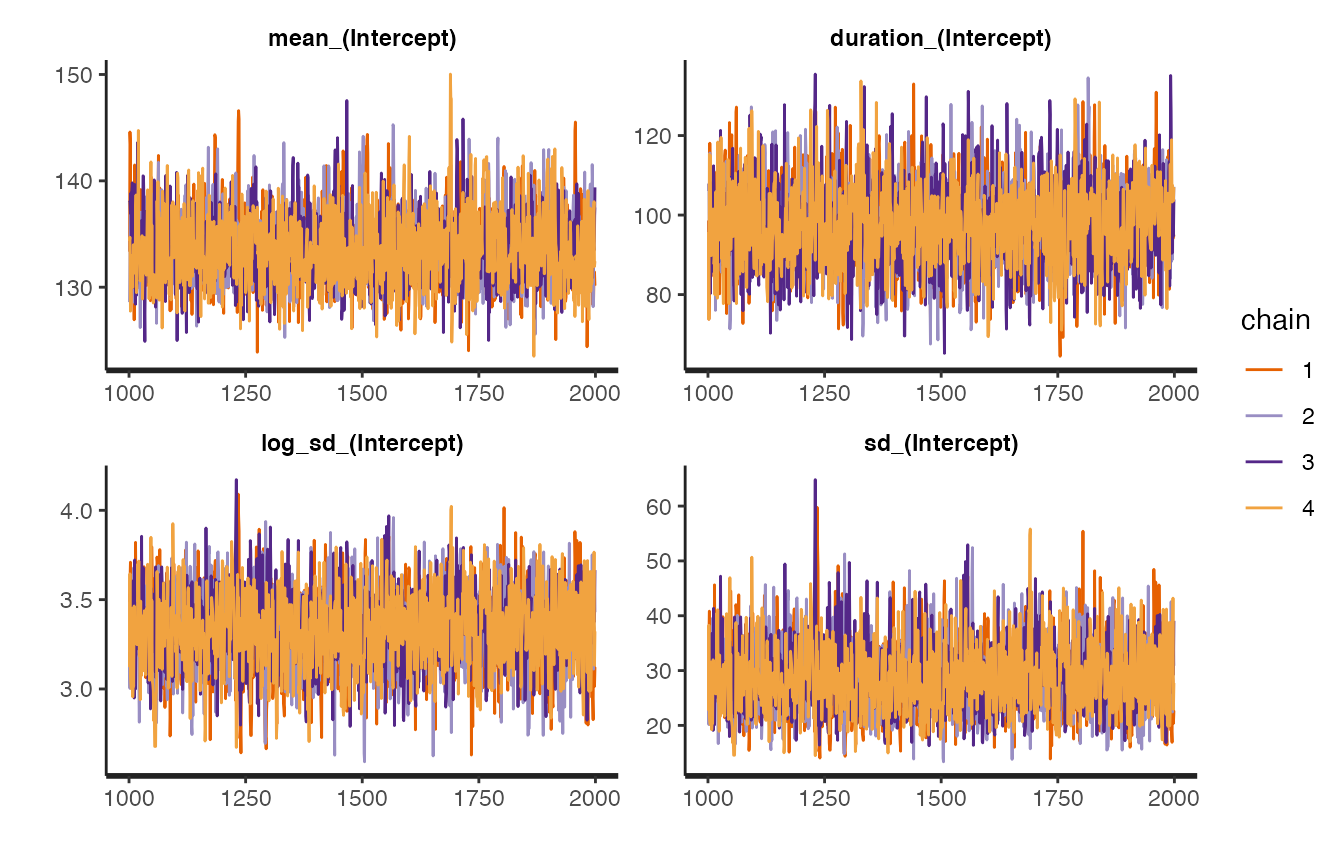 mean_(Intercept)
150
140
130
1000 1250 1500 1750 2000
duration_(Intercept)
120
100
80
1000 1250 1500 1750 2000
log_sd_(Intercept)
4.0
3.5
3.0
1000 1250 1500 1750 2000
sd_(Intercept)
60
50
40
30
20
1000 1250 1500 1750 2000
chain
1
2
3
4